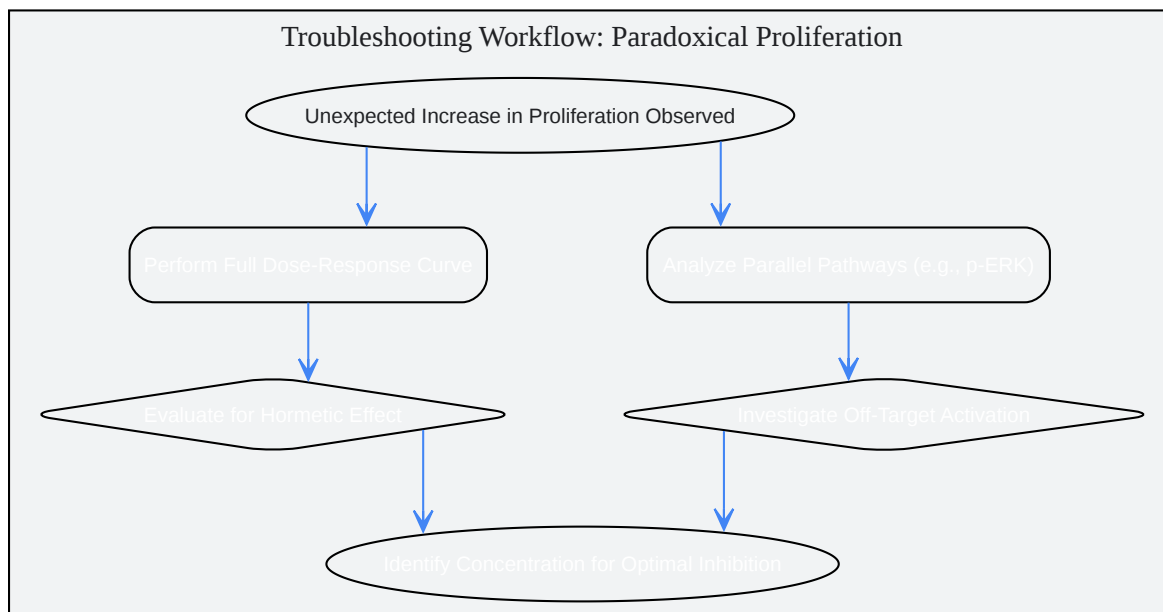 Troubleshooting Workflow: Paradoxical Proliferation
Unexpected Increase in Proliferation Observed
Perform Full Dose-Response Curve
Analyze Parallel Pathways (e.g., p-ERK)
Evaluate for Hormetic Effect
Investigate Off-Target Activation
Identify Concentration for Optimal Inhibition